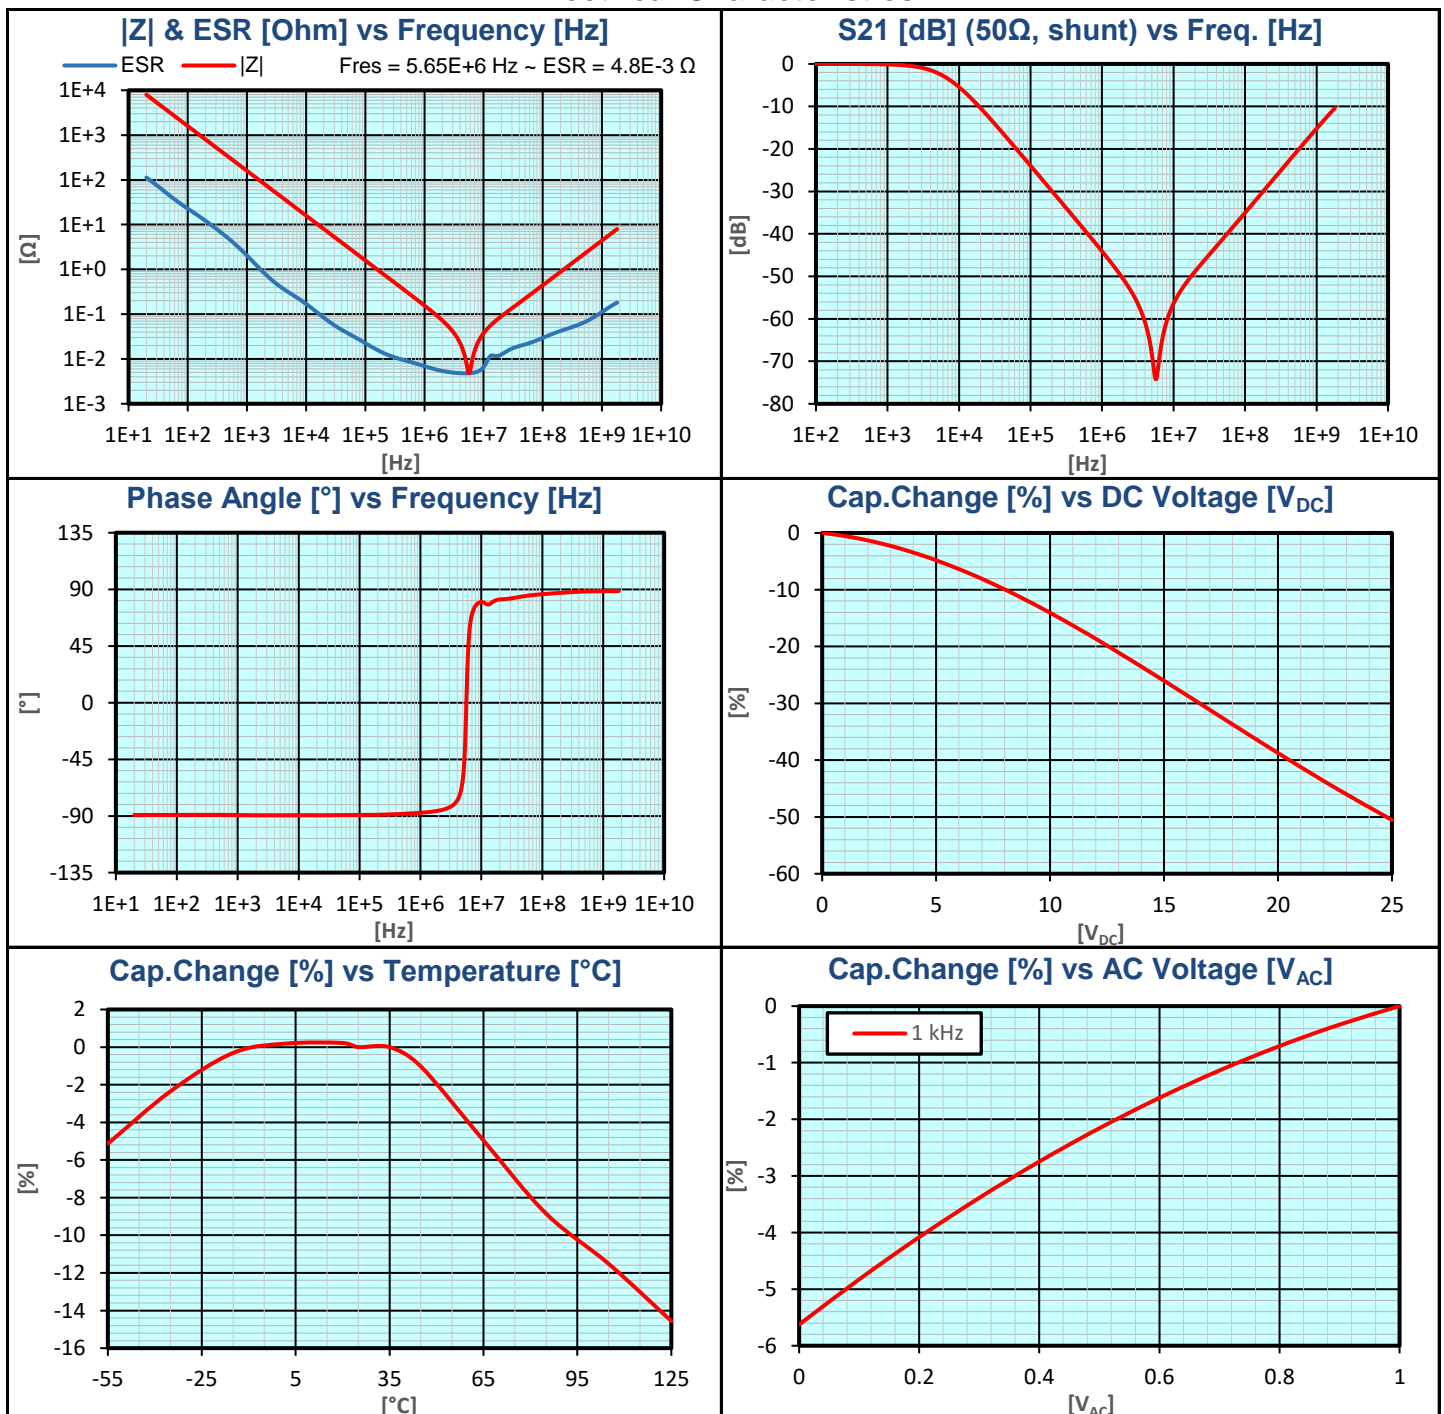 |Z| & ESR [Ohm] vs Frequency [Hz]
ESR |Z| Fres = 5.65E+6 Hz ~ ESR = 4.8E-3 Ω
1E+4
1E+3
1E+2
1E+1
1E+0
1E-1
1E-2
1E-3
[Ω]
1E+1 1E+2 1E+3 1E+4 1E+5 1E+6 1E+7 1E+8 1E+9 1E+10
[Hz]
S21 [dB] (50Ω, shunt) vs Freq. [Hz]
0
-10
-20
-30
-40
-50
-60
-70
-80
[dB]
1E+2 1E+3 1E+4 1E+5 1E+6 1E+7 1E+8 1E+9 1E+10
[Hz]
Phase Angle [°] vs Frequency [Hz]
135
90
45
0
-45
-90
-135
[°]
1E+1 1E+2 1E+3 1E+4 1E+5 1E+6 1E+7 1E+8 1E+9 1E+10
[Hz]
Cap.Change [%] vs DC Voltage [VDC]
0
-10
-20
-30
-40
-50
-60
[%]
0 5 10 15 20 25
[VDC]
Cap.Change [%] vs Temperature [°C]
2
0
-2
-4
-6
-8
-10
-12
-14
-16
[%]
-55 -25 5 35 65 95 125
[°C]
Cap.Change [%] vs AC Voltage [VAC]
1 kHz
0
-1
-2
-3
-4
-5
-6
[%]
0 0.2 0.4 0.6 0.8 1
[VAC]